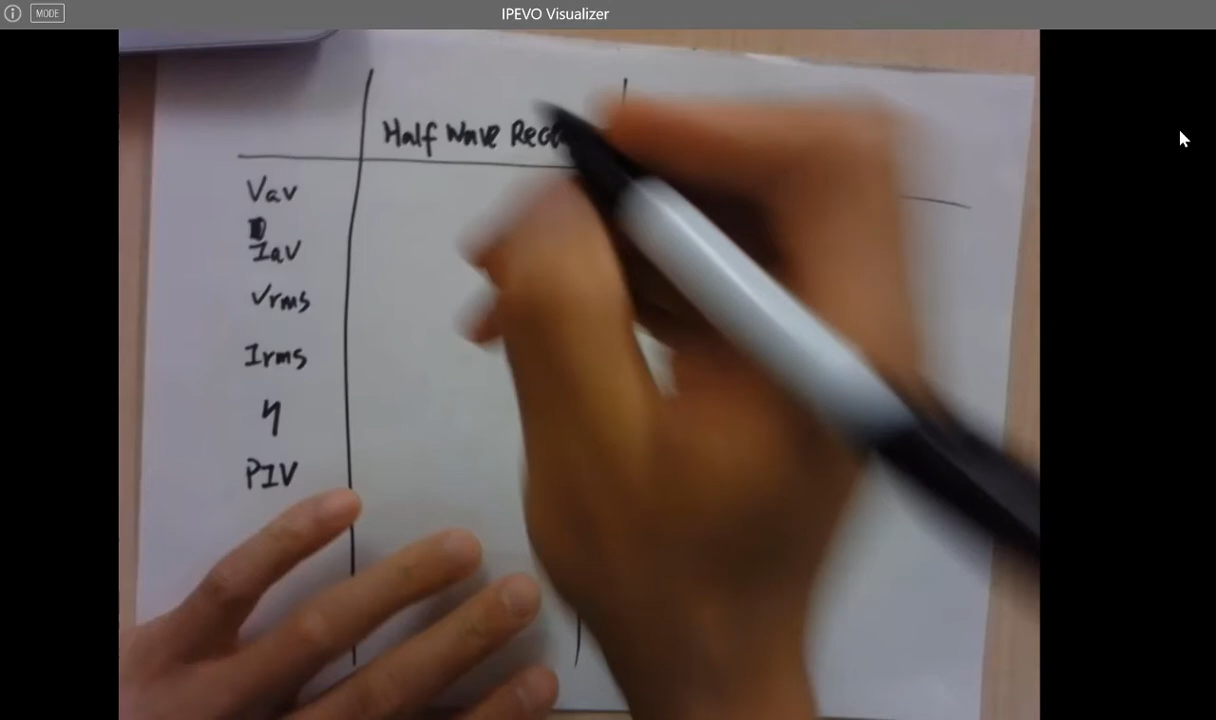 MODE
IPEVO Visualizer
Half Wave
Vav
Iav
Vrms
Irms
η
PIV